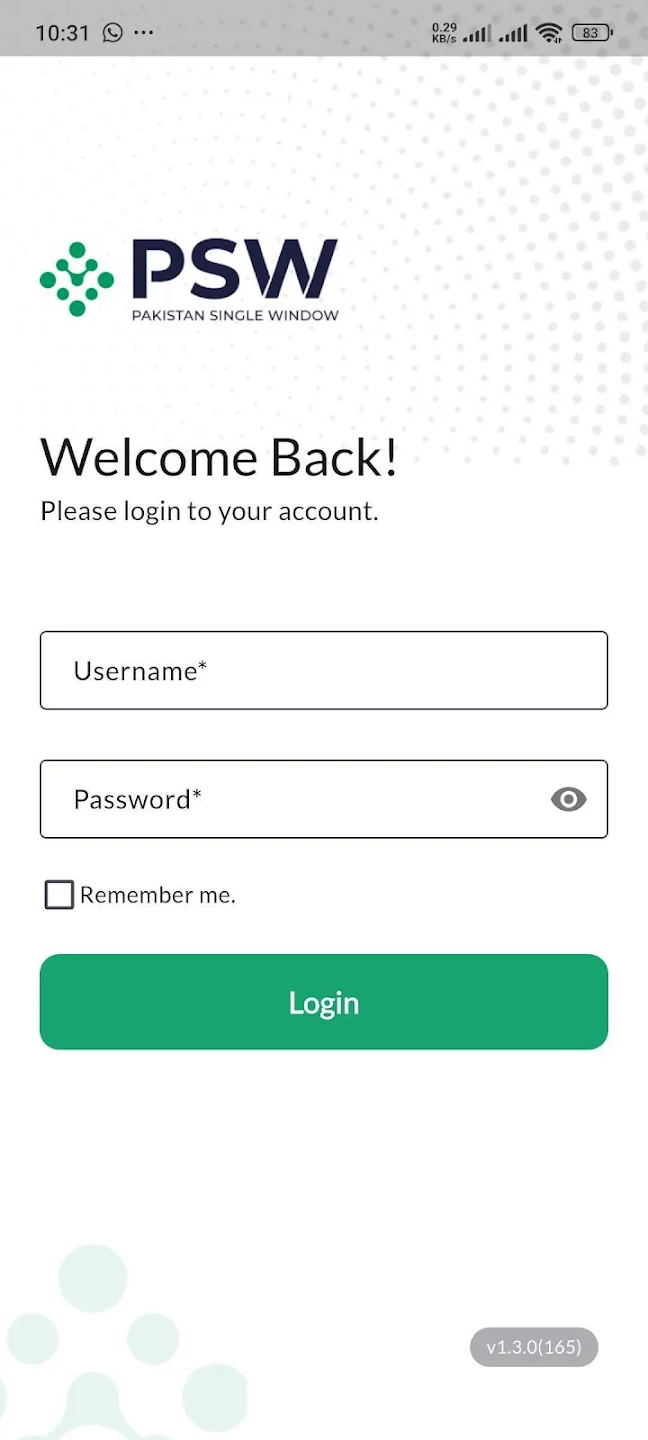 10:31 ... 0.29 KB/s 83
PSW
PAKISTAN SINGLE WINDOW
Welcome Back!
Please login to your account.
Username*
Password*
Remember me.
Login
v1.3.0(165)